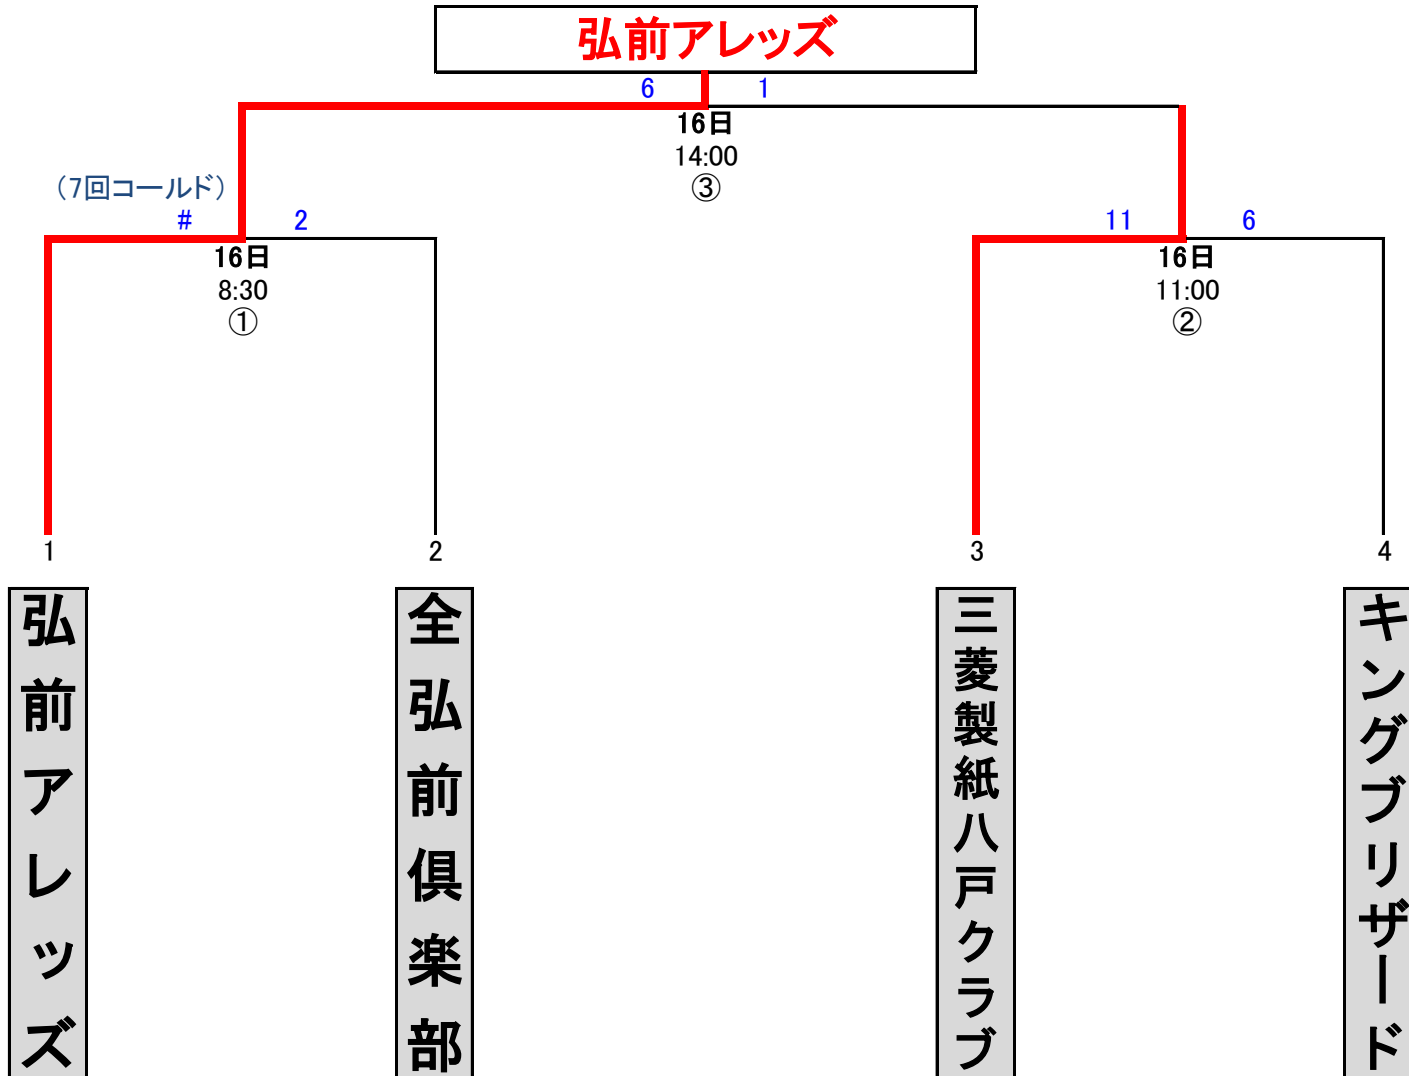 弘前アレッズ
6 1
16日
14:00
③
（7回コールド）
# 2
16日
8:30
①
11 6
16日
11:00
②
1 2 3 4
弘前アレッズ
全弘前倶楽部
三菱製紙八戸クラブ
キングブリザード